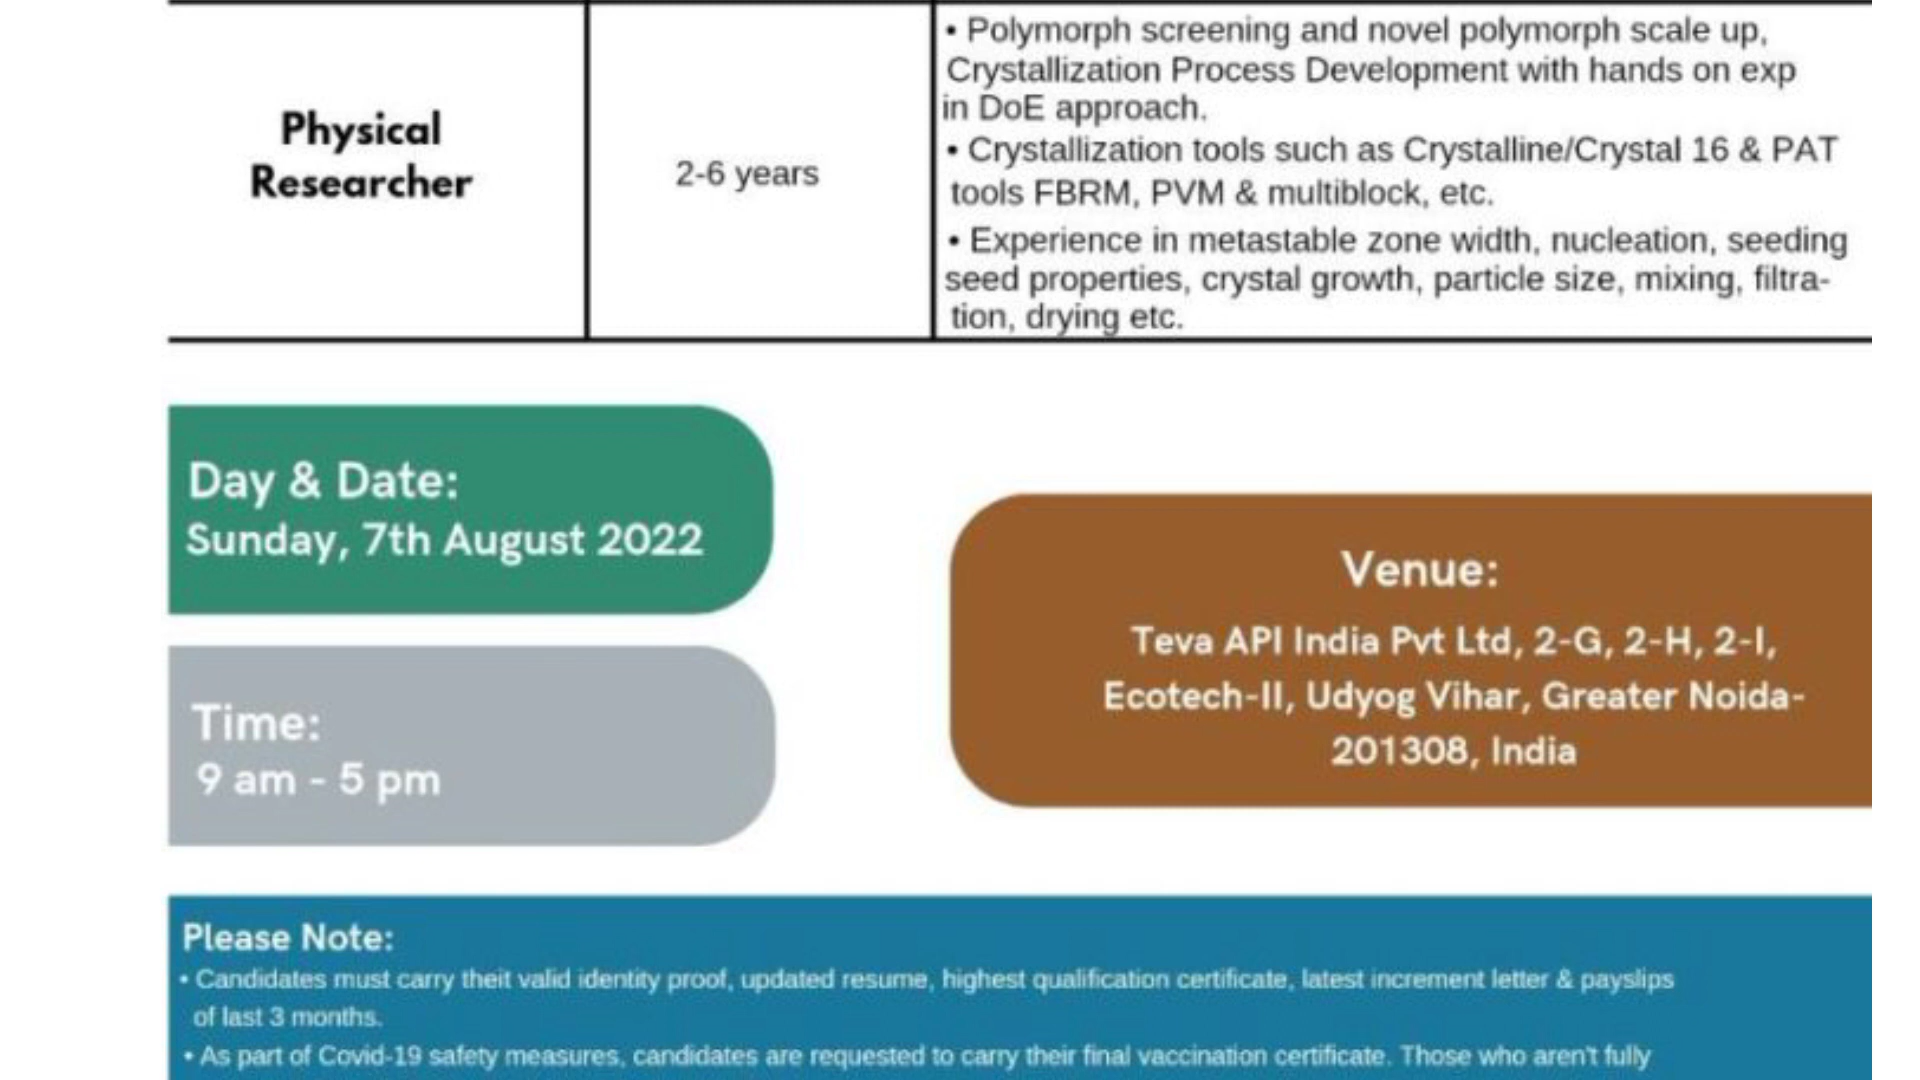 Physical
Researcher
2-6 years
• Polymorph screening and novel polymorph scale up,
Crystallization Process Development with hands on exp
in DoE approach.
• Crystallization tools such as Crystalline/Crystal 16 & PAT
tools FBRM, PVM & multiblock, etc.
• Experience in metastable zone width, nucleation, seeding
seed properties, crystal growth, particle size, mixing, filtra-
tion, drying etc.
Day & Date:
Sunday, 7th August 2022
Time:
9 am - 5 pm
Venue:
Teva API India Pvt Ltd, 2-G, 2-H, 2-I,
Ecotech-II, Udyog Vihar, Greater Noida-
201308, India
Please Note:
• Candidates must carry theit valid identity proof, updated resume, highest qualification certificate, latest increment letter & payslips
of last 3 months.
• As part of Covid-19 safety measures, candidates are requested to carry their final vaccination certificate. Those who aren't fully